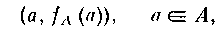 (a, f_A (a)),  a ∈ A,